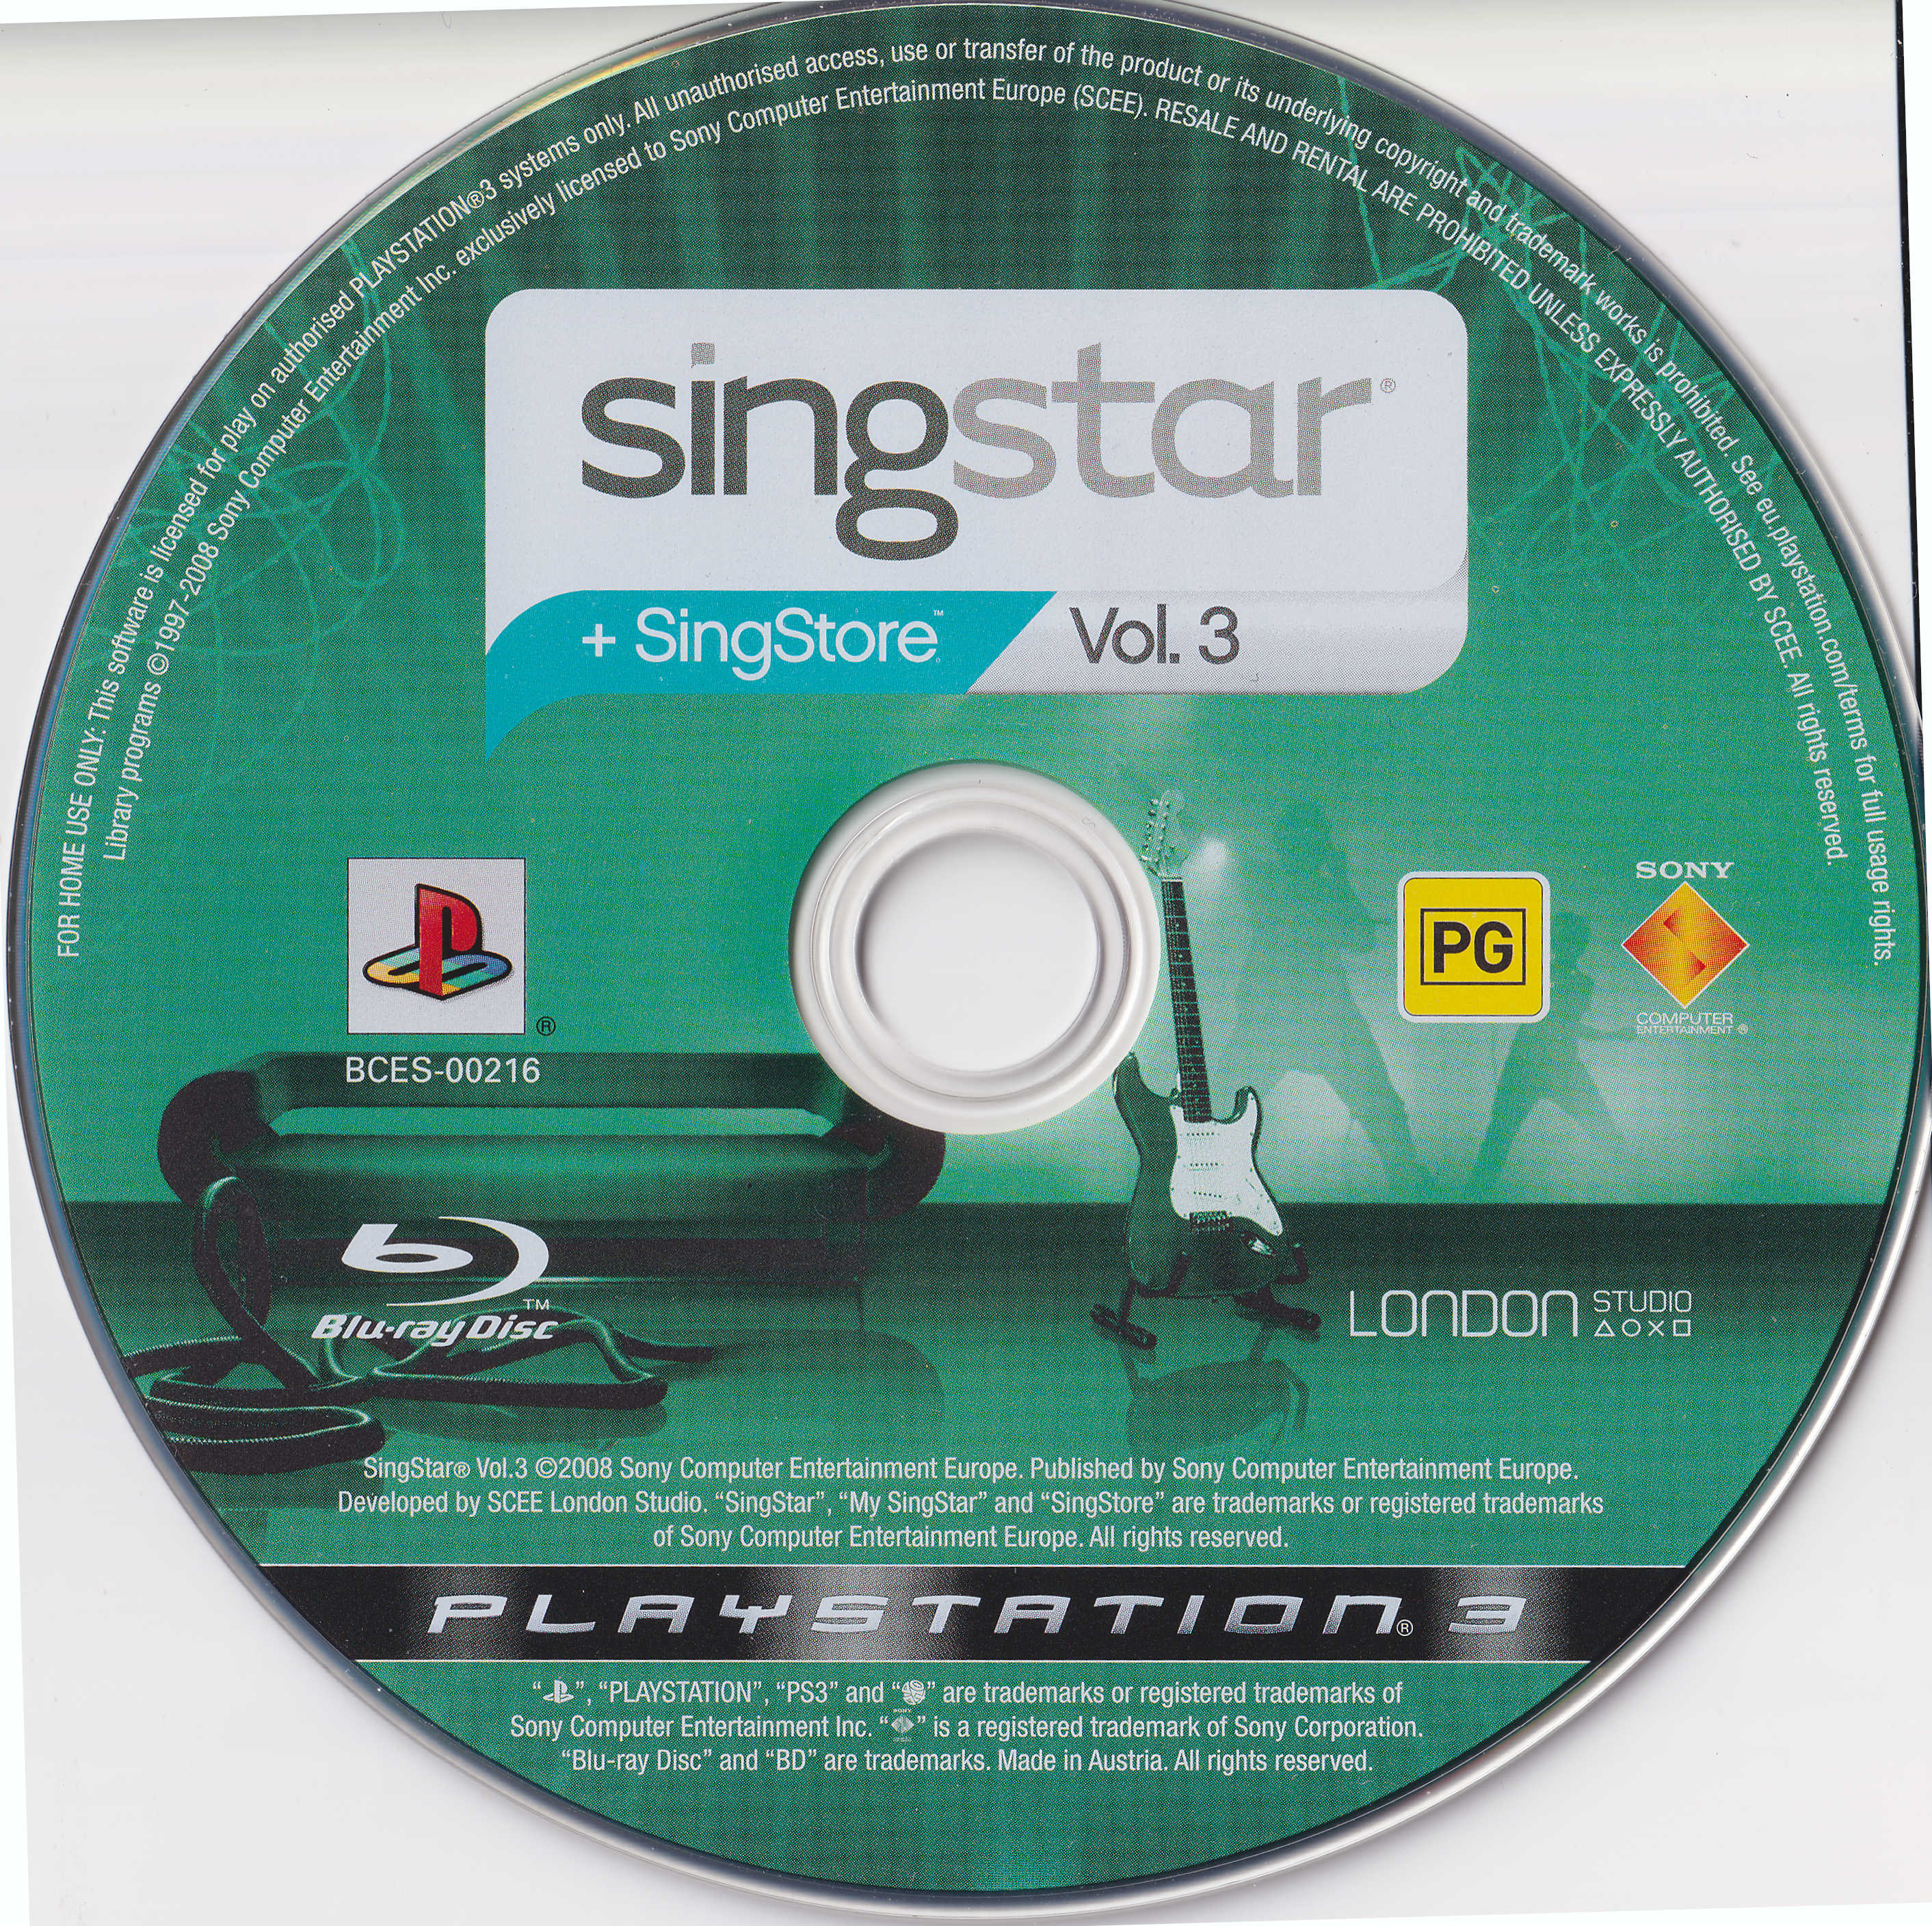 FOR HOME USE ONLY: This software is licensed for play on authorised PLAYSTATION®3 systems only. All unauthorised access, use or transfer of the product or its underlying copyright and trademark works is prohibited. See eu.playstation.com/terms for full usage rights.
Library programs ©1997-2008 Sony Computer Entertainment Inc. exclusively licensed to Sony Computer Entertainment Europe (SCEE). RESALE AND RENTAL ARE PROHIBITED UNLESS EXPRESSLY AUTHORISED BY SCEE. All rights reserved.
singstar®
+ SingStore™ Vol. 3
PG
SONY
COMPUTER
ENTERTAINMENT ®
®
BCES-00216
Blu-ray Disc™
LONDON STUDIO
SingStar® Vol.3 ©2008 Sony Computer Entertainment Europe. Published by Sony Computer Entertainment Europe.
Developed by SCEE London Studio. “SingStar”, “My SingStar” and “SingStore” are trademarks or registered trademarks
of Sony Computer Entertainment Europe. All rights reserved.
PLAYSTATION®3
“ ”, “PLAYSTATION”, “PS3” and “ ” are trademarks or registered trademarks of
Sony Computer Entertainment Inc. “ ” is a registered trademark of Sony Corporation.
“Blu-ray Disc” and “BD” are trademarks. Made in Austria. All rights reserved.